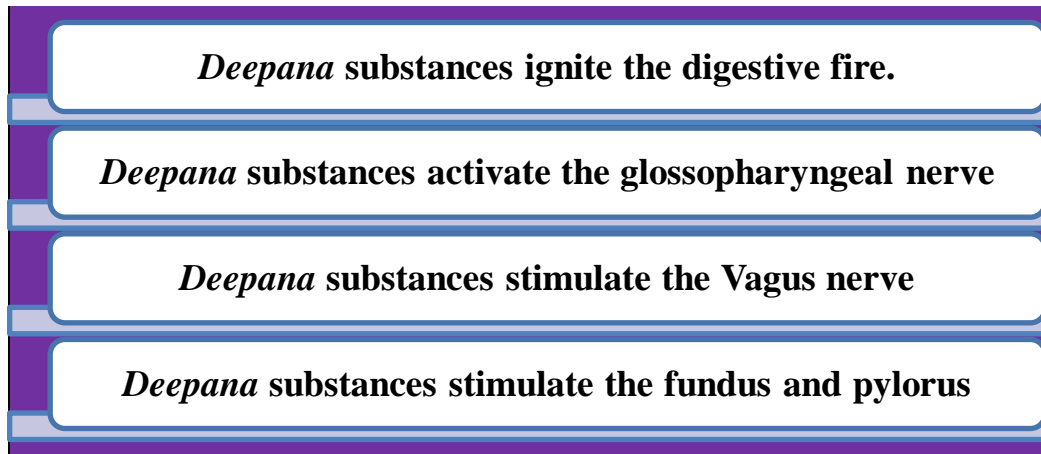 Deepana substances ignite the digestive fire.
Deepana substances activate the glossopharyngeal nerve
Deepana substances stimulate the Vagus nerve
Deepana substances stimulate the fundus and pylorus